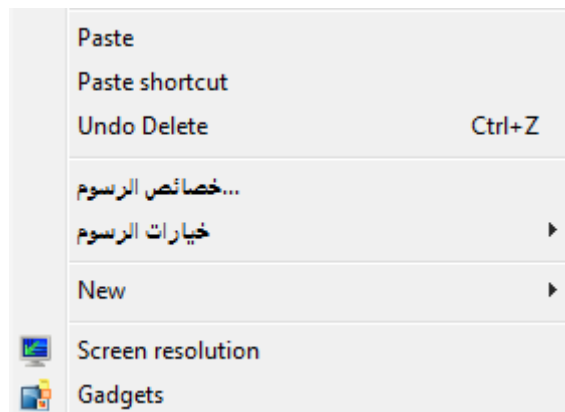 Paste
Paste shortcut
Undo Delete Ctrl+Z
خصائص الرسوم...
خيارات الرسوم
New
Screen resolution
Gadgets